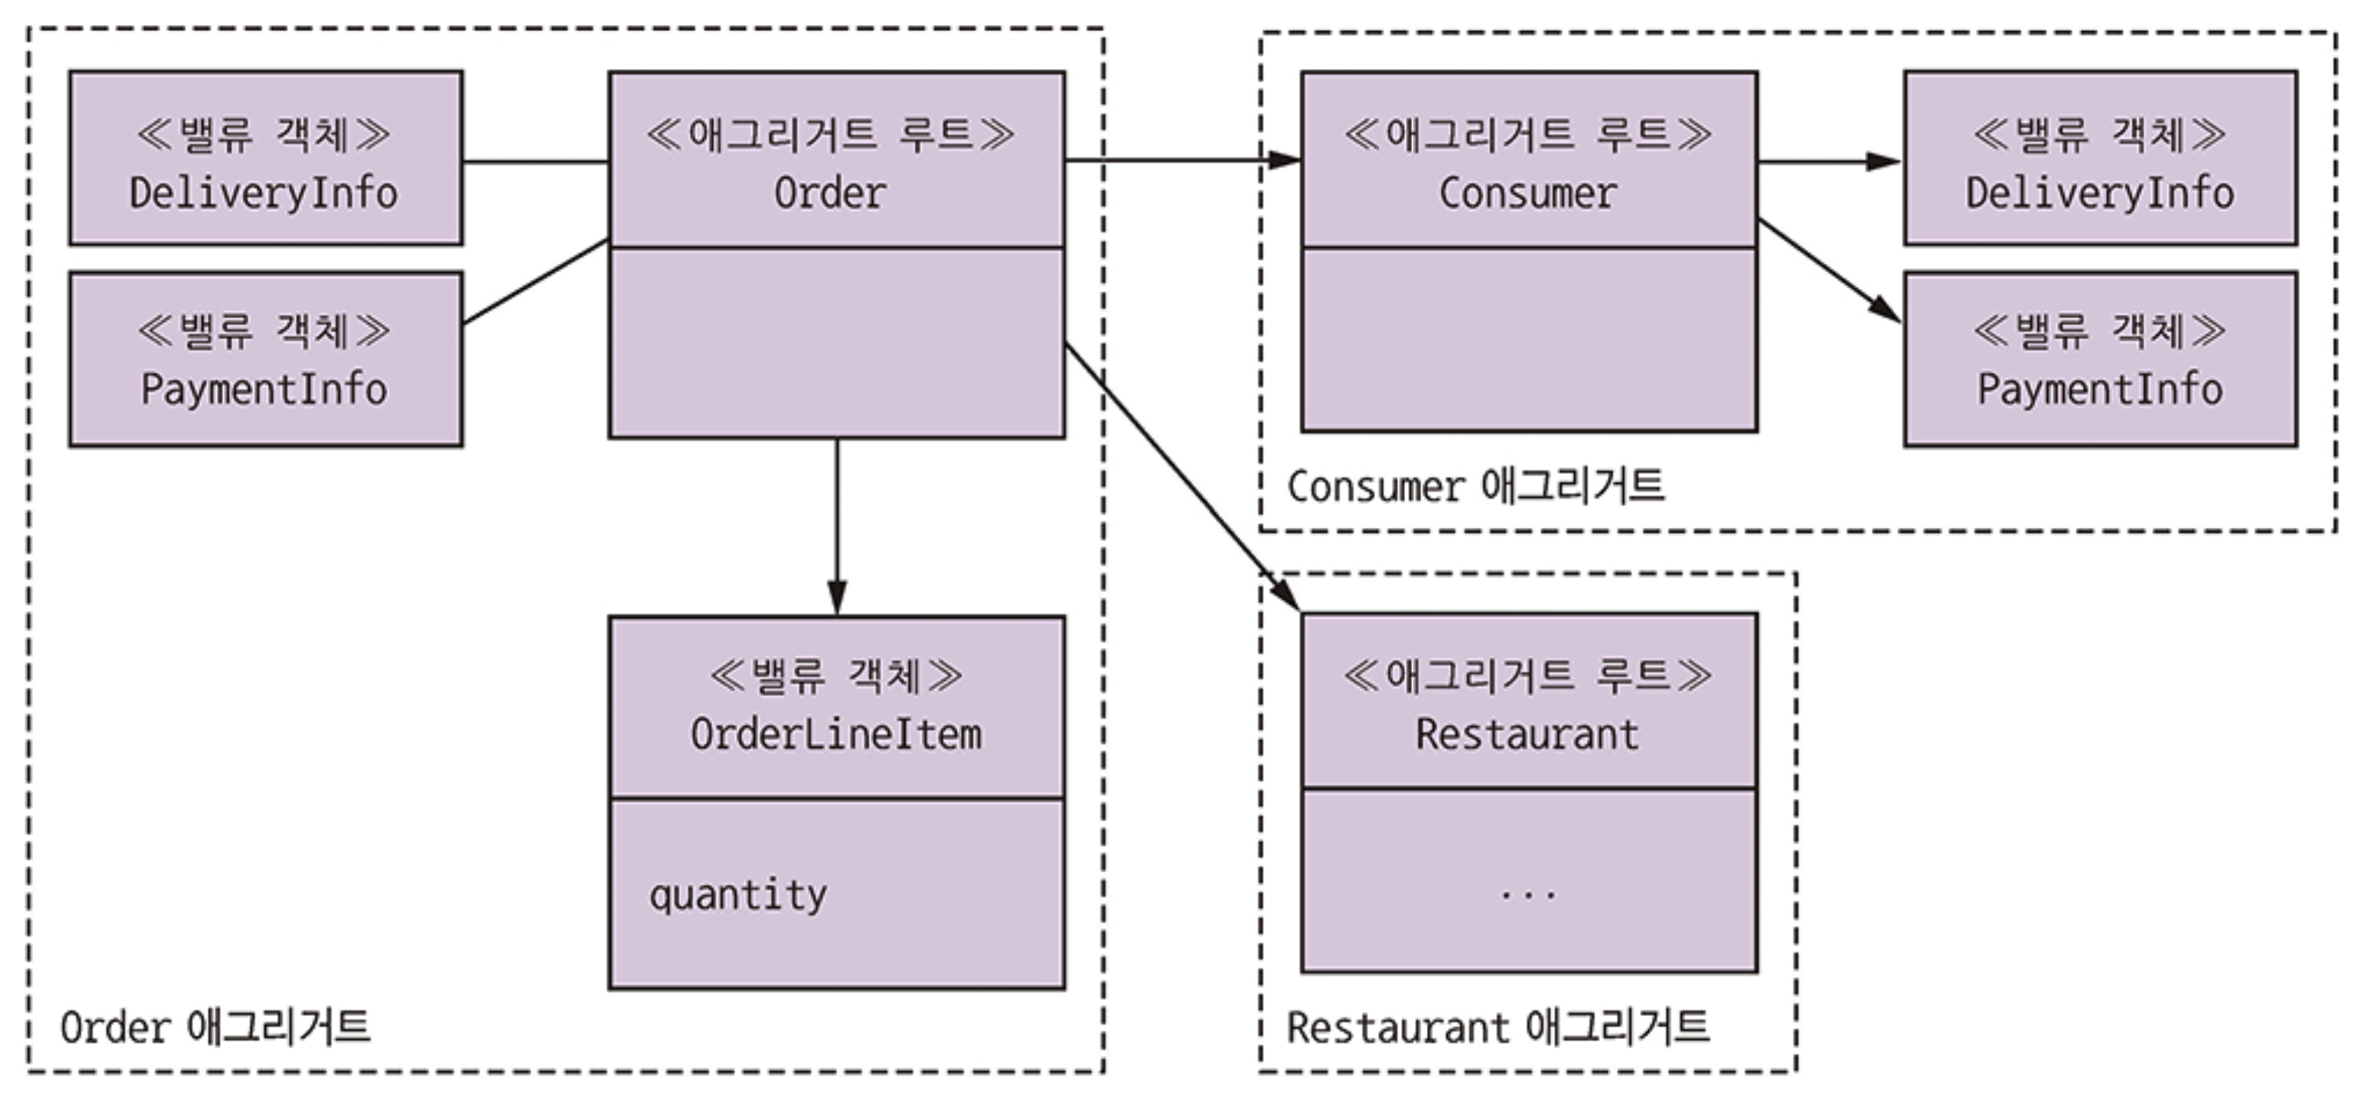 ≪밸류 객체≫
DeliveryInfo
≪밸류 객체≫
PaymentInfo
≪애그리거트 루트≫
Order
≪밸류 객체≫
OrderLineItem
quantity
Order 애그리거트
≪애그리거트 루트≫
Consumer
≪밸류 객체≫
DeliveryInfo
≪밸류 객체≫
PaymentInfo
Consumer 애그리거트
≪애그리거트 루트≫
Restaurant
...
Restaurant 애그리거트